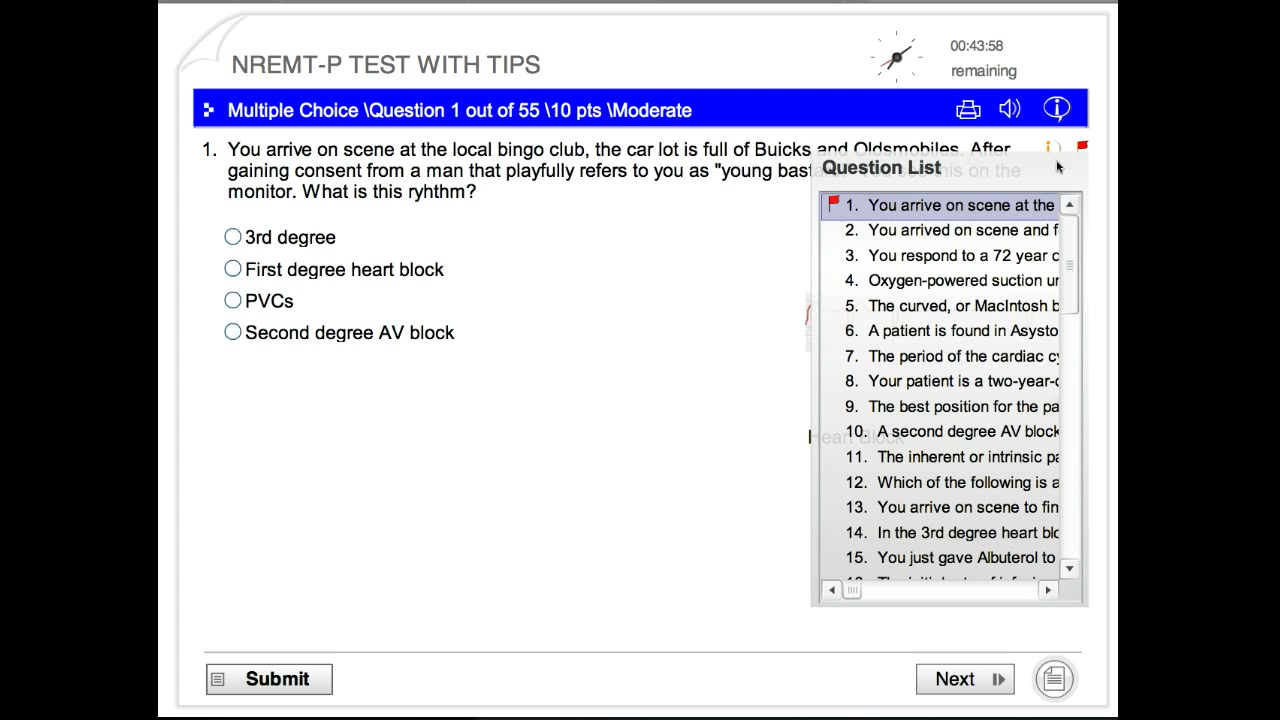 NREMT-P TEST WITH TIPS
00:43:58
remaining
Multiple Choice \Question 1 out of 55 \10 pts \Moderate
1. You arrive on scene at the local bingo club, the car lot is full of Buicks and Oldsmobiles. After
gaining consent from a man that playfully refers to you as "young this on the
monitor. What is this ryhthm?
3rd degree
First degree heart block
PVCs
Second degree AV block
Heart Block
Question List
1. You arrive on scene at the
2. You arrived on scene and f
3. You respond to a 72 year o
4. Oxygen-powered suction un
5. The curved, or MacIntosh b
6. A patient is found in Asysto
7. The period of the cardiac cy
8. Your patient is a two-year-o
9. The best position for the pa
10. A second degree AV block
11. The inherent or intrinsic pa
12. Which of the following is a
13. You arrive on scene to fin
14. In the 3rd degree heart blo
15. You just gave Albuterol to
Submit
Next